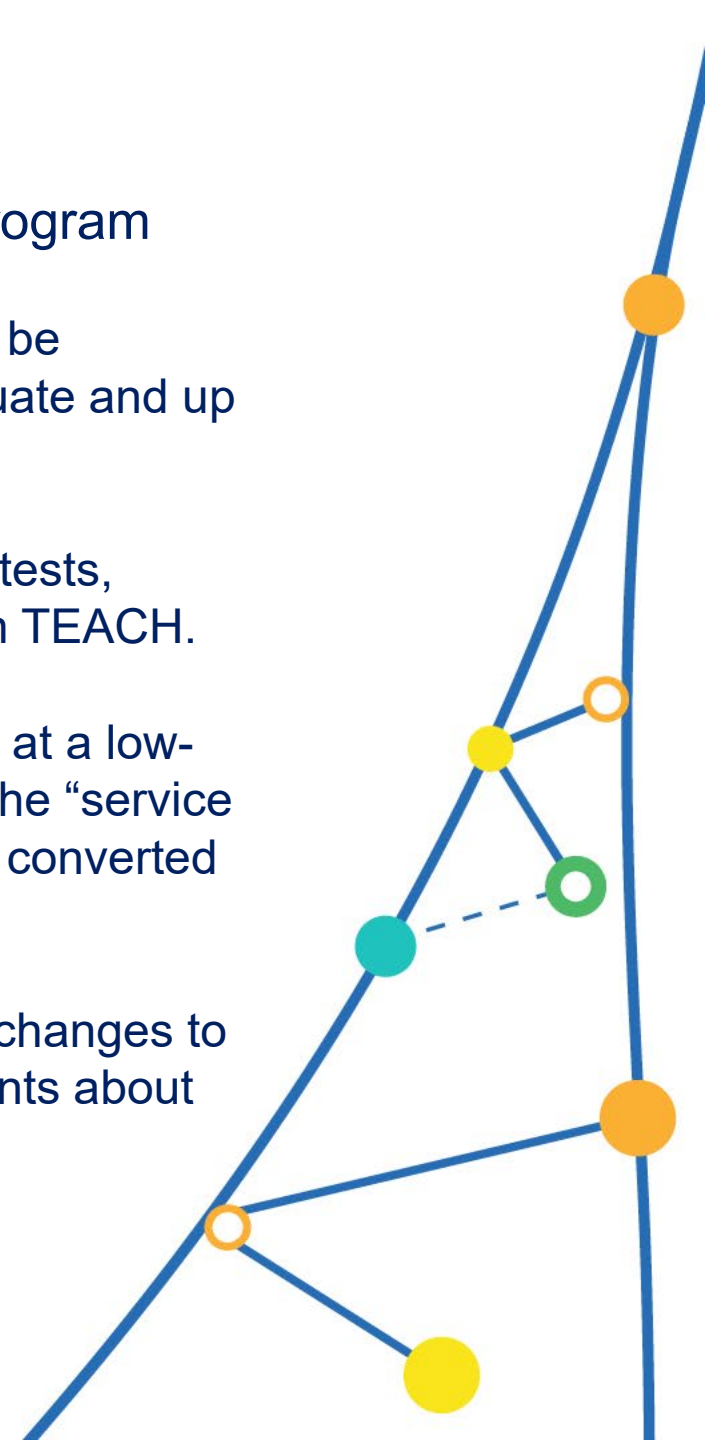 ogram
be
uate and up
tests,
n TEACH.
at a low-
he “service
converted
changes to
nts about